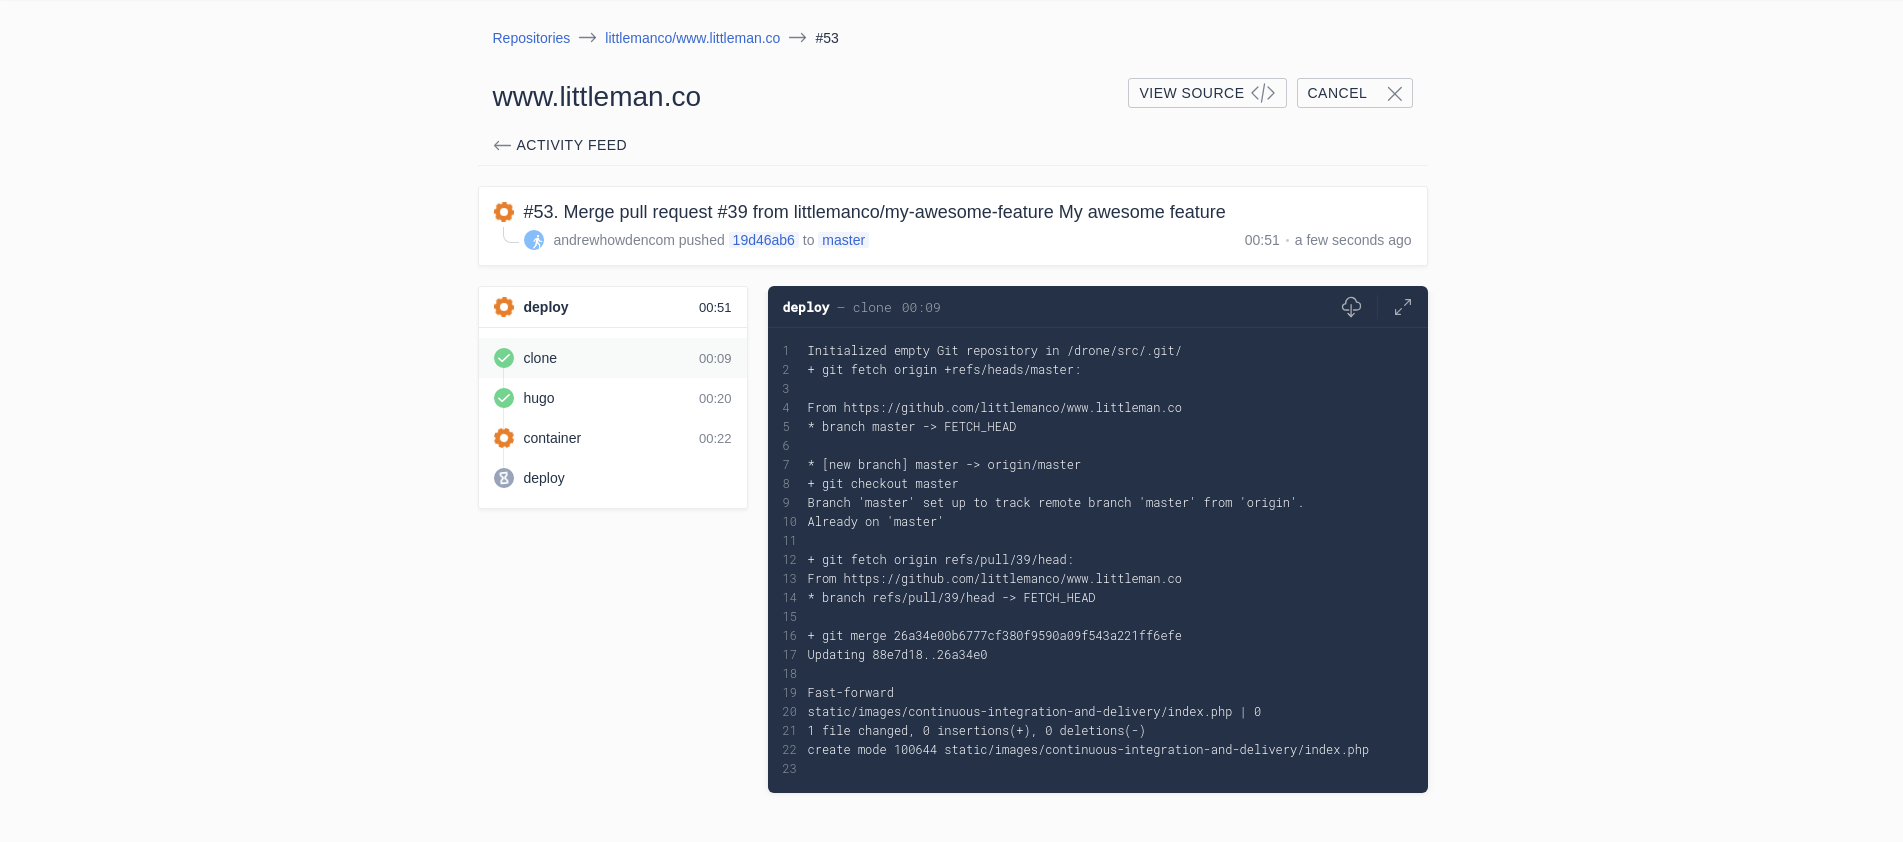 Repositories littlemanco/www.littleman.co #53
www.littleman.co
VIEW SOURCE </>
CANCEL
ACTIVITY FEED
#53. Merge pull request #39 from littlemanco/my-awesome-feature My awesome feature
andrewhowdencom pushed 19d46ab6 to master
00:51 • a few seconds ago
deploy 00:51
clone 00:09
hugo 00:20
container 00:22
deploy
deploy — clone 00:09
1 Initialized empty Git repository in /drone/src/.git/
2 + git fetch origin +refs/heads/master:
3
4 From https://github.com/littlemanco/www.littleman.co
5 * branch master -> FETCH_HEAD
6
7 * [new branch] master -> origin/master
8 + git checkout master
9 Branch 'master' set up to track remote branch 'master' from 'origin'.
10 Already on 'master'
11
12 + git fetch origin refs/pull/39/head:
13 From https://github.com/littlemanco/www.littleman.co
14 * branch refs/pull/39/head -> FETCH_HEAD
15
16 + git merge 26a34e00b6777cf380f9590a09f543a221ff6efe
17 Updating 88e7d18..26a34e0
18
19 Fast-forward
20 static/images/continuous-integration-and-delivery/index.php | 0
21 1 file changed, 0 insertions(+), 0 deletions(-)
22 create mode 100644 static/images/continuous-integration-and-delivery/index.php
23